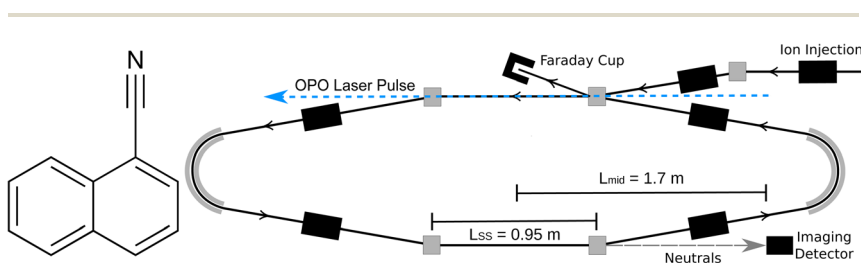 N
Faraday Cup
Ion Injection
OPO Laser Pulse
Lmid = 1.7 m
LSS = 0.95 m
Imaging
Detector
Neutrals